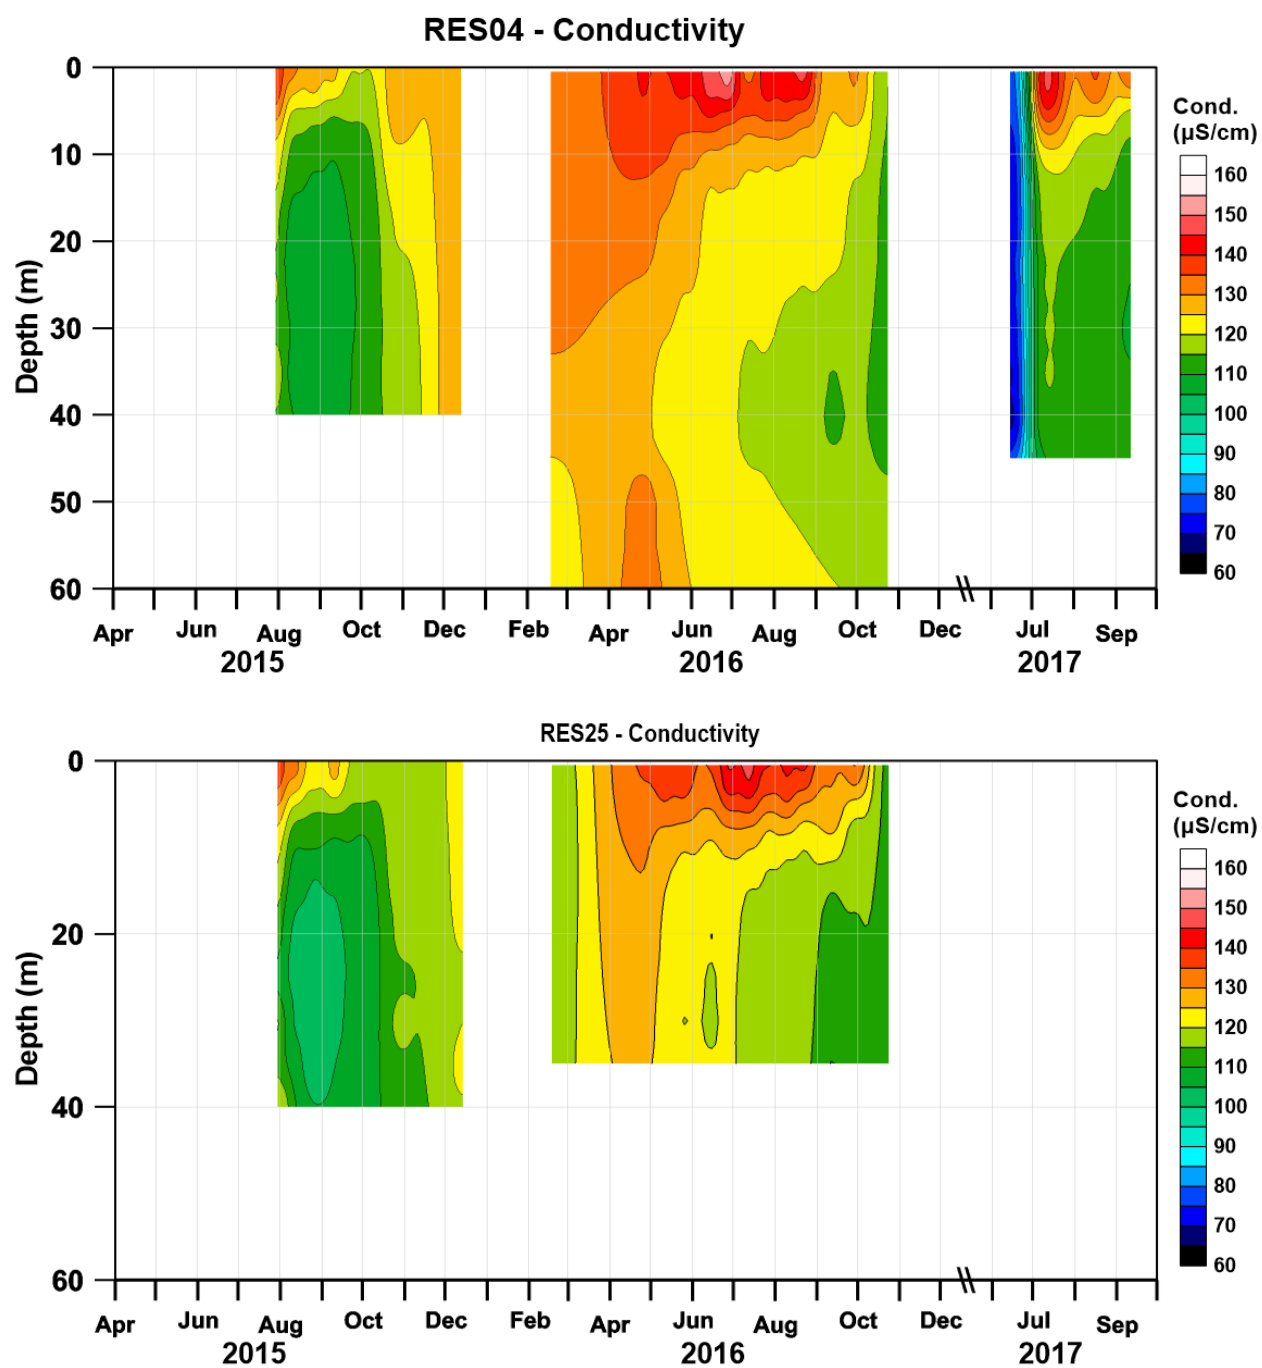 RES04 - Conductivity
Cond.
(µS/cm)
0
10
20
30
40
50
60
Depth (m)
160
150
140
130
120
110
100
90
80
70
60
Apr Jun Aug Oct Dec Feb Apr Jun Aug Oct Dec Jul Sep
2015 2016 2017
RES25 - Conductivity
Cond.
(µS/cm)
0
20
40
60
Depth (m)
160
150
140
130
120
110
100
90
80
70
60
Apr Jun Aug Oct Dec Feb Apr Jun Aug Oct Dec Jul Sep
2015 2016 2017